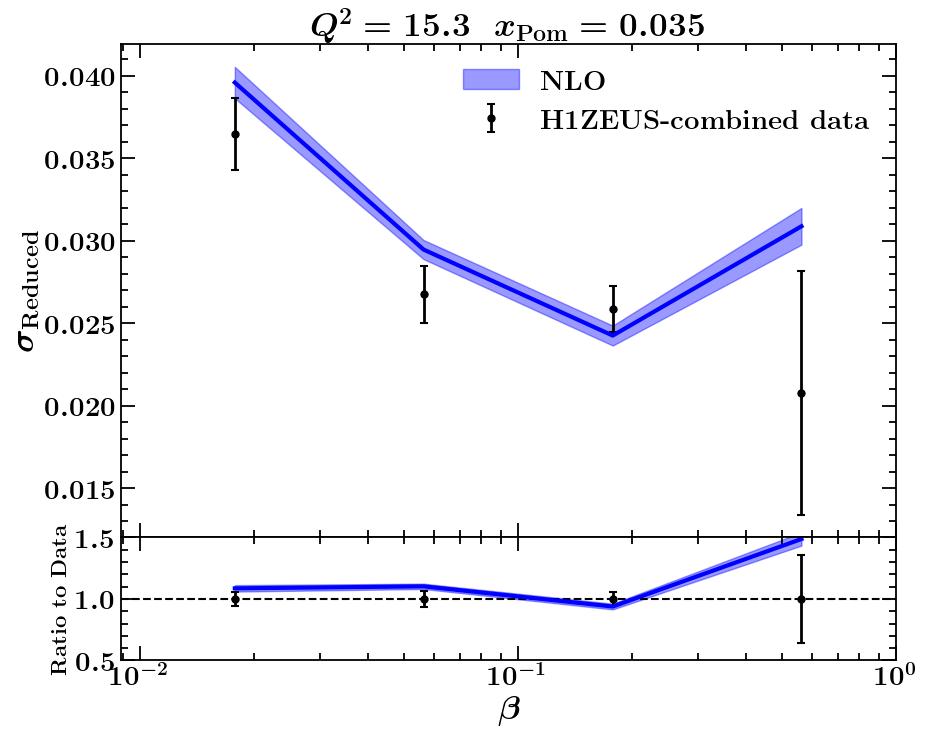 Q² = 15.3 x_Pom = 0.035
NLO
H1ZEUS-combined data
0.040
0.035
0.030
0.025
0.020
0.015
σ_Reduced
1.5
1.0
0.5
Ratio to Data
10⁻² 10⁻¹ 10⁰
β